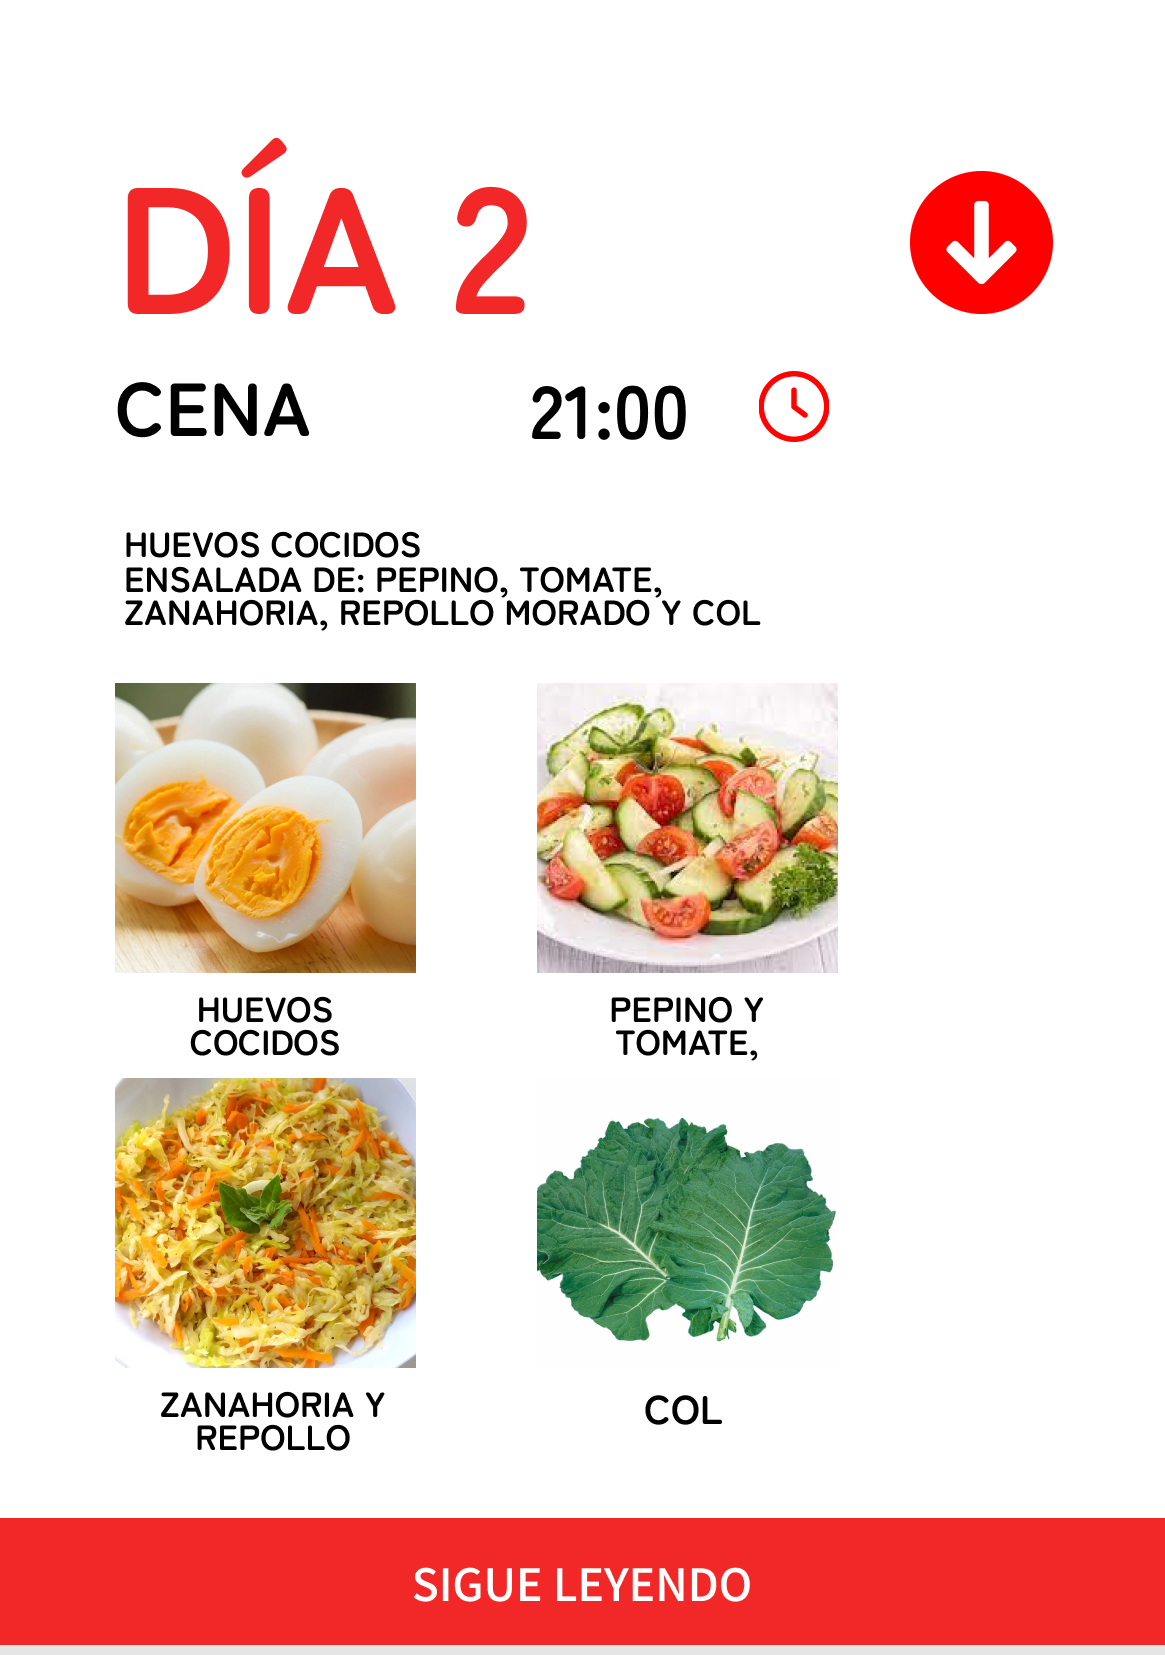 DÍA 2
CENA
21:00
HUEVOS COCIDOS
ENSALADA DE: PEPINO, TOMATE,
ZANAHORIA, REPOLLO MORADO Y COL
HUEVOS
COCIDOS
PEPINO Y
TOMATE,
ZANAHORIA Y
REPOLLO
COL
SIGUE LEYENDO